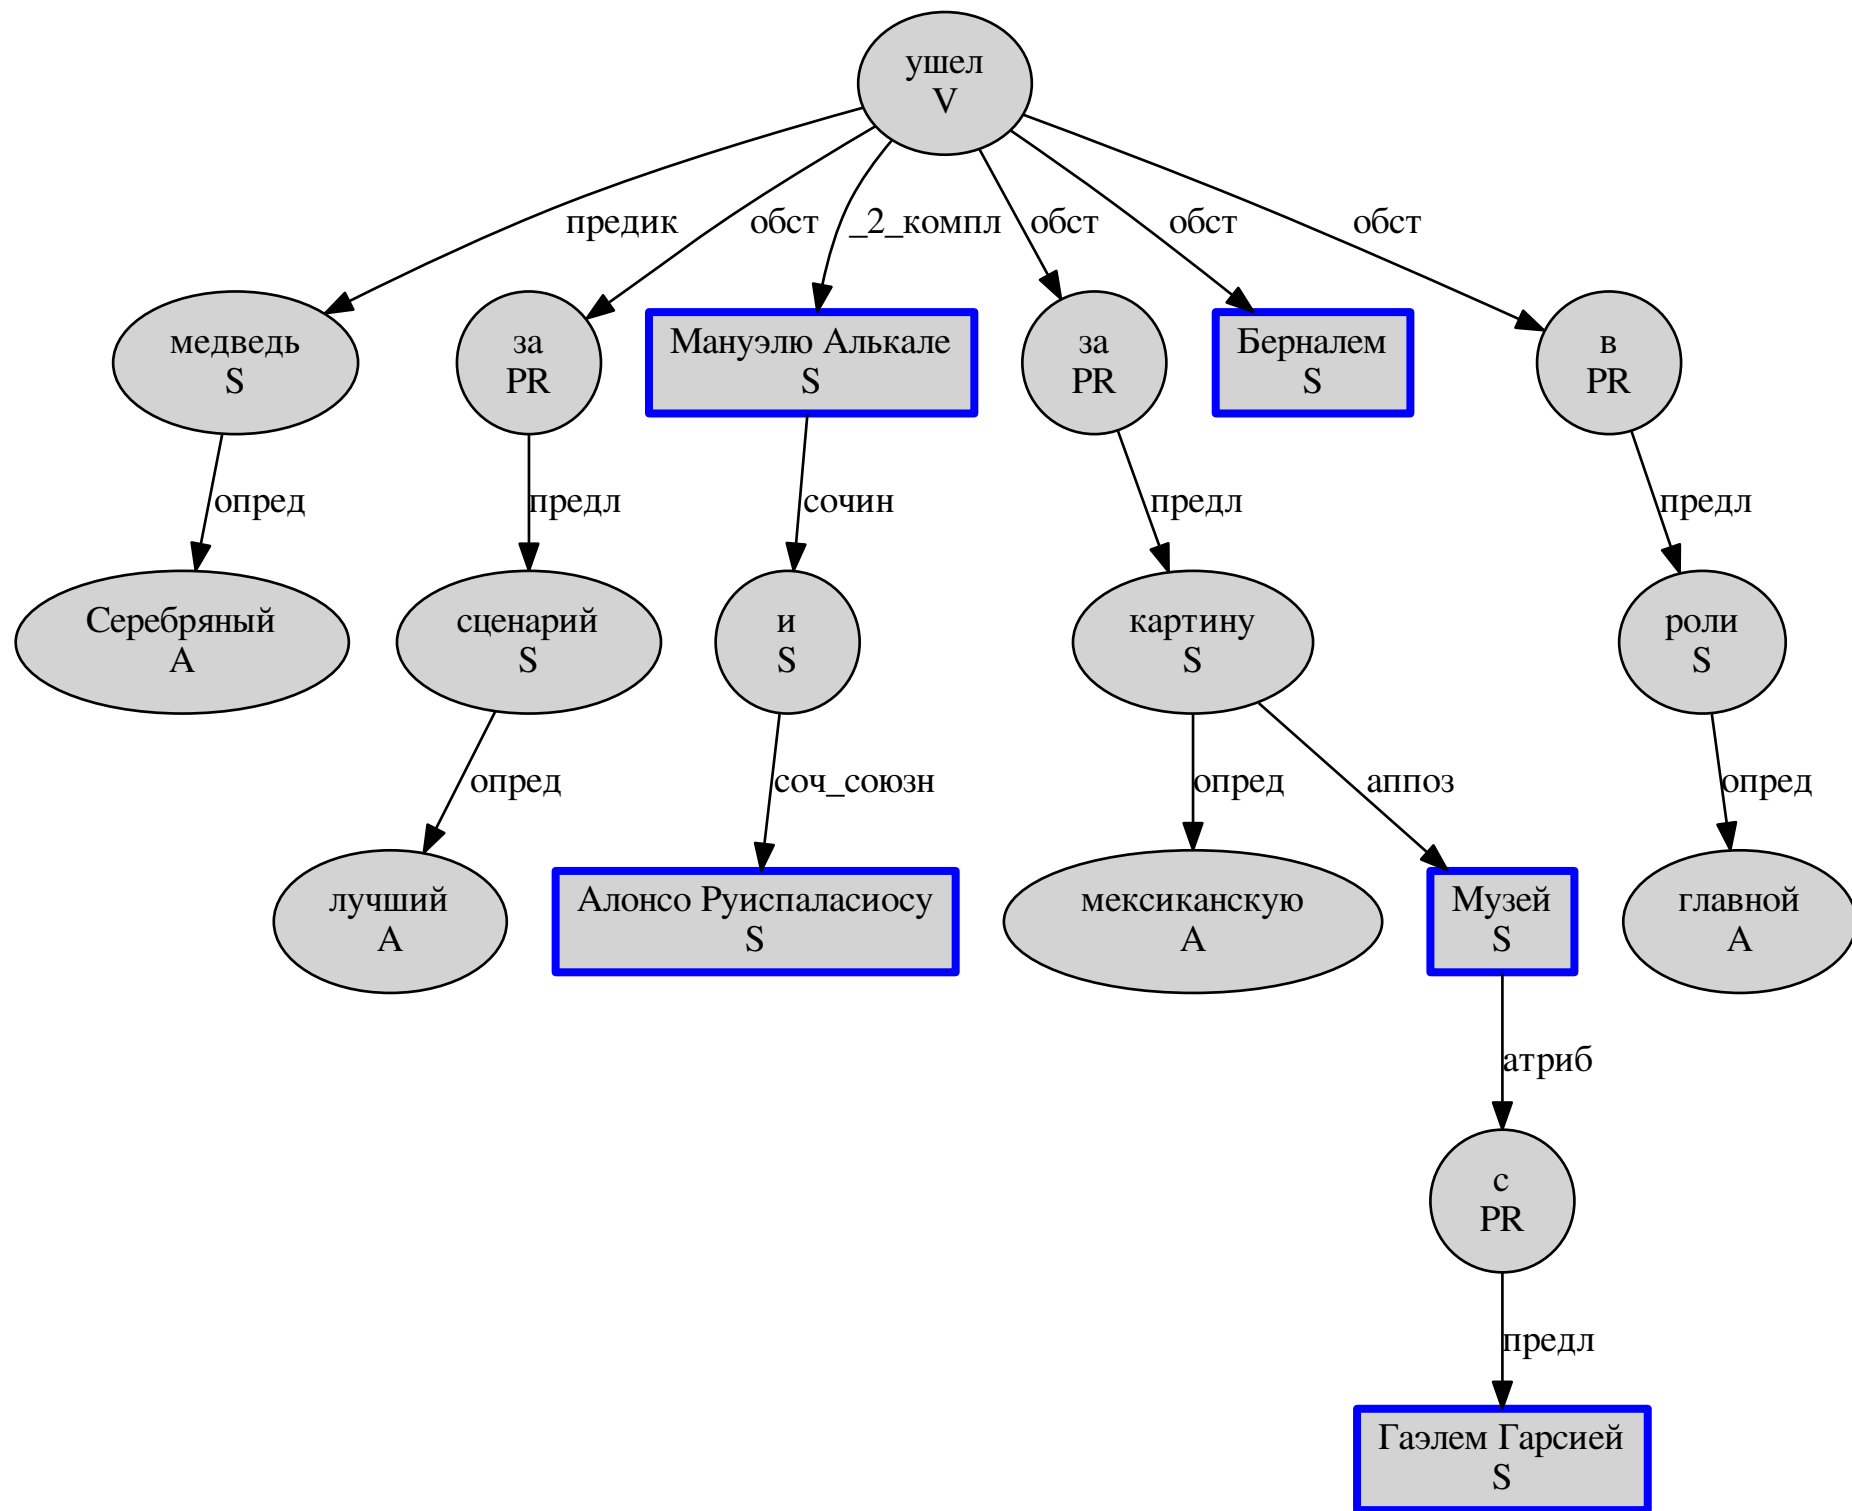 ушел
V
предик
обст
_2_компл
обст
обст
обст
медведь
S
за
PR
Мануэлю Алькале
S
за
PR
Берналем
S
в
PR
опред
предл
сочин
предл
предл
Серебряный
A
сценарий
S
и
S
картину
S
роли
S
опред
соч_союзн
опред
аппоз
опред
лучший
A
Алонсо Руиспаласиосу
S
мексиканскую
A
Музей
S
главной
A
атриб
с
PR
предл
Гаэлем Гарсией
S